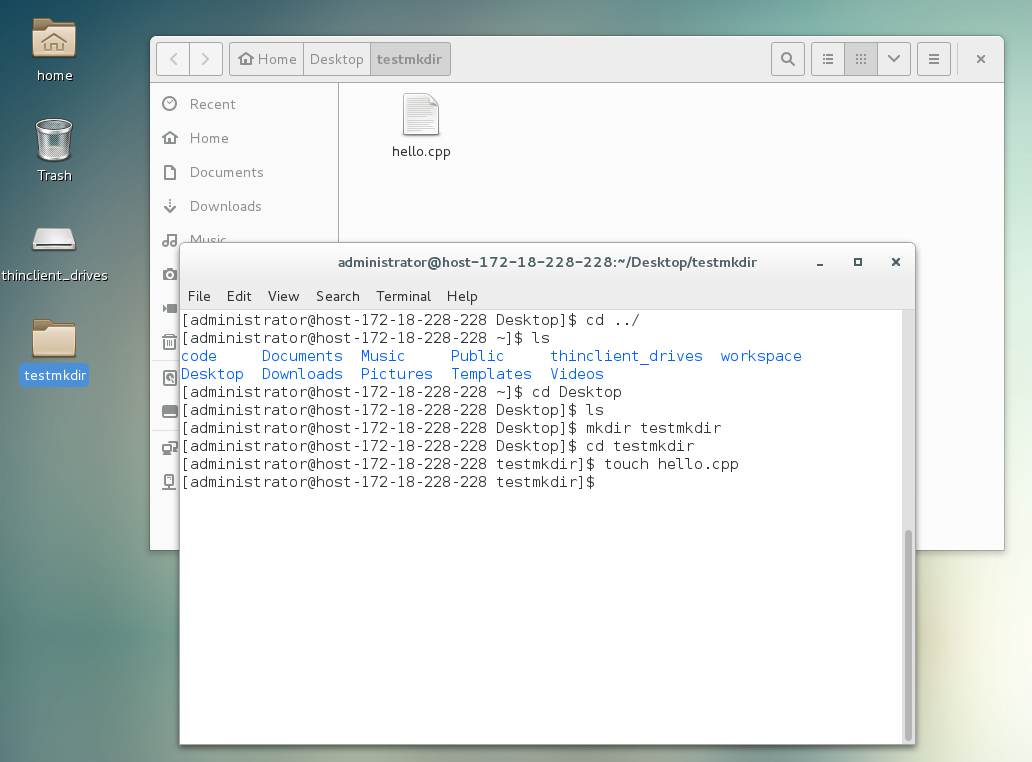 home
Trash
thinclient_drives
testmkdir
Home Desktop testmkdir
Recent
Home
Documents
Downloads
Music
hello.cpp
administrator@host-172-18-228-228:~/Desktop/testmkdir
File Edit View Search Terminal Help
[administrator@host-172-18-228-228 Desktop]$ cd ../
[administrator@host-172-18-228-228 ~]$ ls
code Documents Music Public thinclient_drives workspace
Desktop Downloads Pictures Templates Videos
[administrator@host-172-18-228-228 ~]$ cd Desktop
[administrator@host-172-18-228-228 Desktop]$ ls
[administrator@host-172-18-228-228 Desktop]$ mkdir testmkdir
[administrator@host-172-18-228-228 Desktop]$ cd testmkdir
[administrator@host-172-18-228-228 testmkdir]$ touch hello.cpp
[administrator@host-172-18-228-228 testmkdir]$